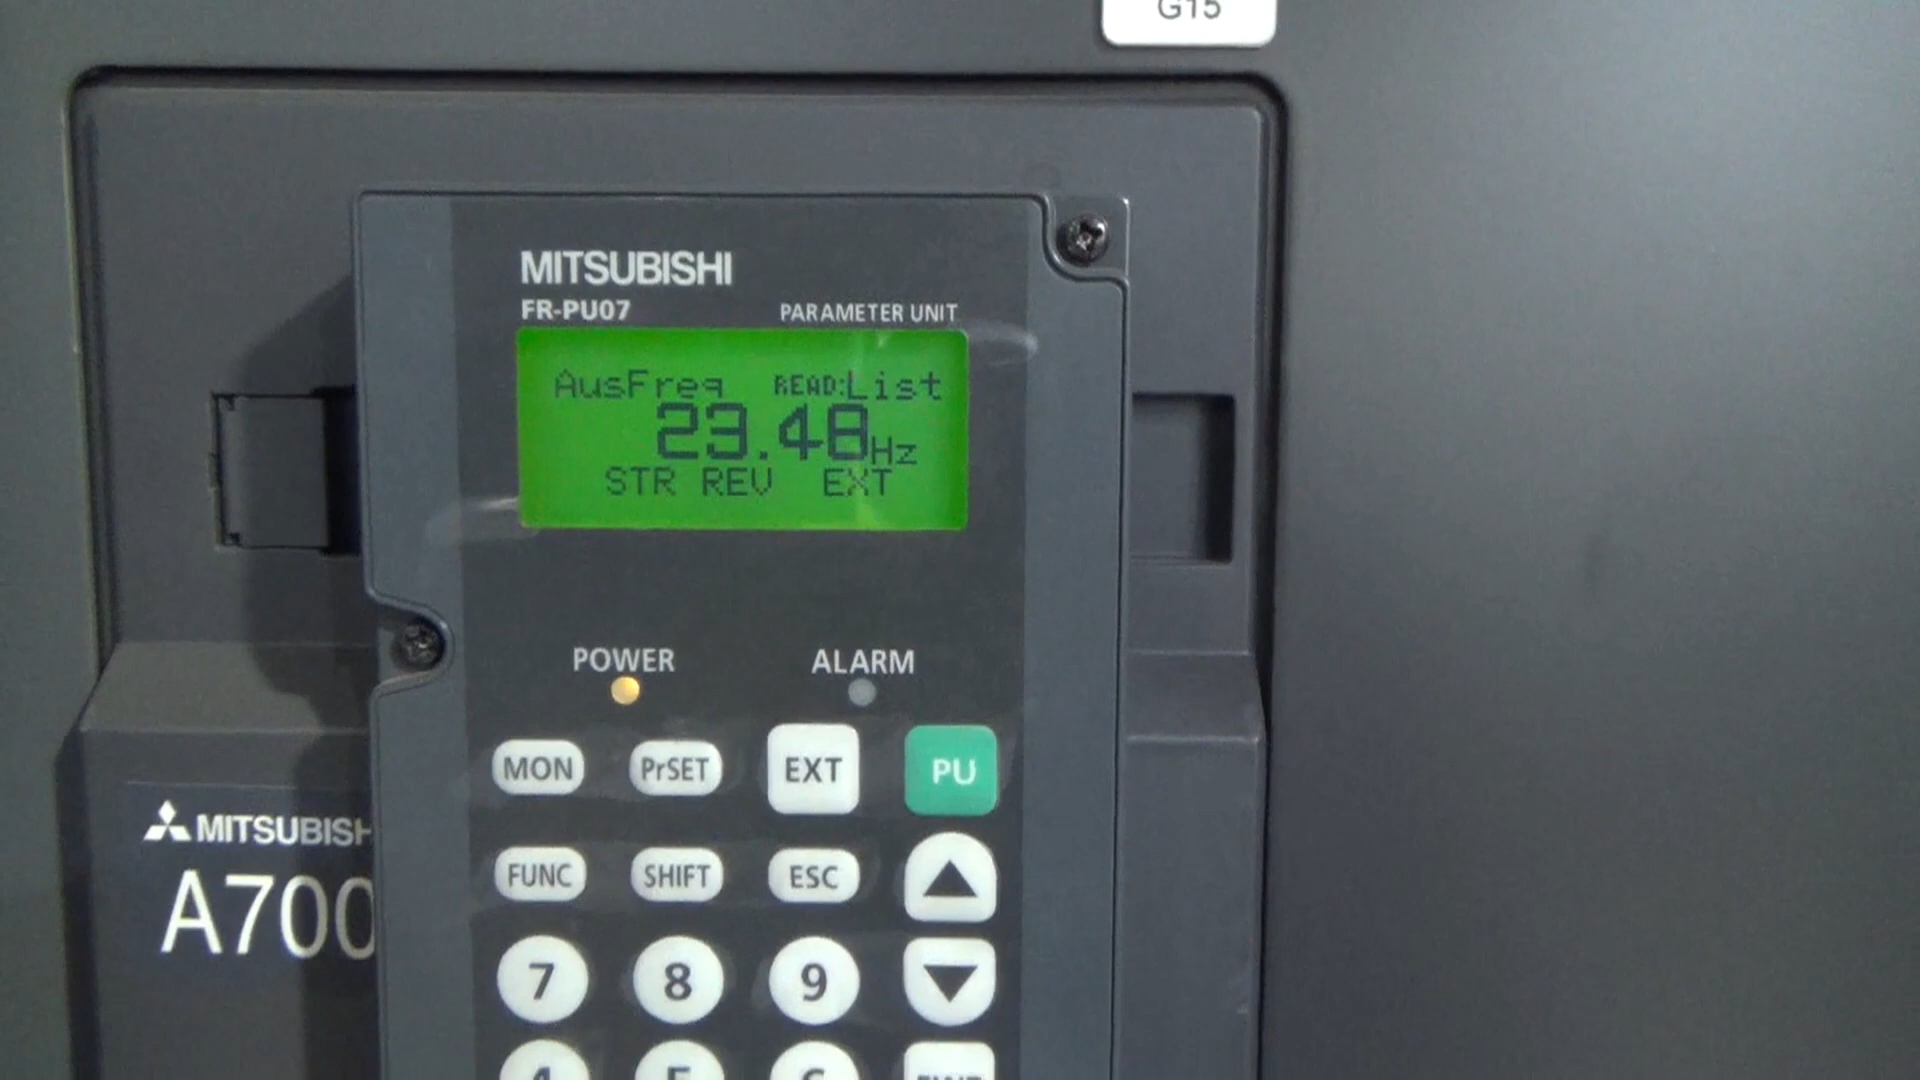 G15
MITSUBISHI
FR-PU07 PARAMETER UNIT
AusFreq READ:List
23.48Hz
STR REV EXT
POWER ALARM
MON PrSET EXT PU
MITSUBISH
FUNC SHIFT ESC
A700
7 8 9